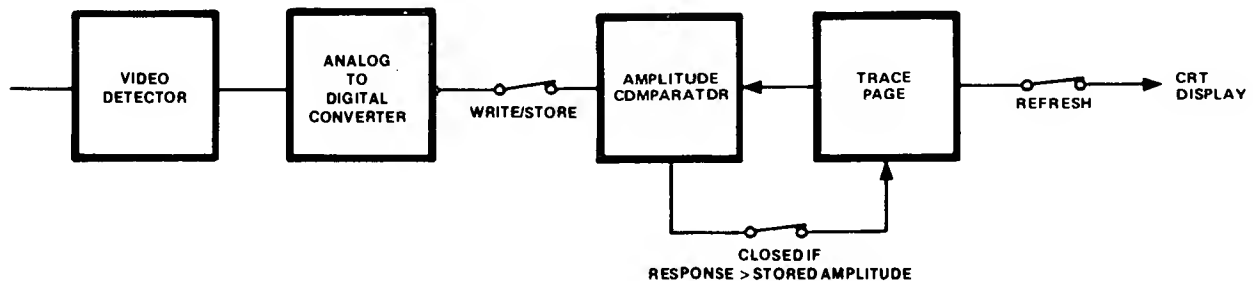 VIDEO
DETECTOR
ANALOG
TO
DIGITAL
CONVERTER
WRITE/STORE
AMPLITUDE
COMPARATOR
TRACE
PAGE
REFRESH
CRT
DISPLAY
CLOSED IF
RESPONSE > STORED AMPLITUDE